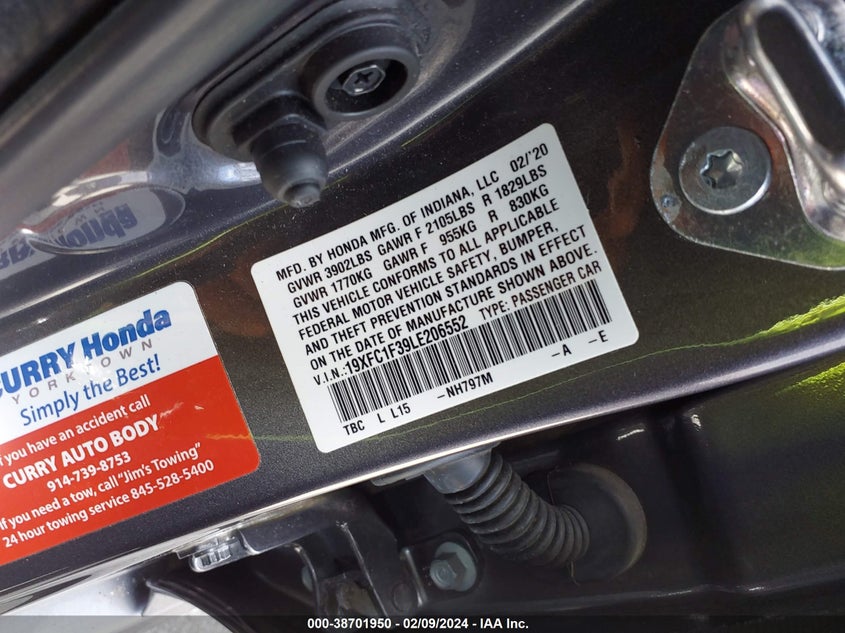 MFD. BY HONDA MFG. OF INDIANA, LLC 02/'20
GVWR 3902LBS GAWR F 2105LBS R 1829LBS
GVWR 1770KG GAWR F 955KG R 830KG
THIS VEHICLE CONFORMS TO ALL APPLICABLE
FEDERAL MOTOR VEHICLE SAFETY, BUMPER,
AND THEFT PREVENTION STANDARDS IN EFFECT
ON THE DATE OF MANUFACTURE SHOWN ABOVE.
V.I.N.:19XFC1F39LE206552 TYPE: PASSENGER CAR
TBC L L15 -NH797M -A -E
CURRY Honda
YORKTOWN
Simply the Best!
If you have an accident call
CURRY AUTO BODY
914-739-8753
If you need a tow, call "Jim's Towing"
24 hour towing service 845-528-5400
000-38701950 - 02/09/2024 - IAA Inc.